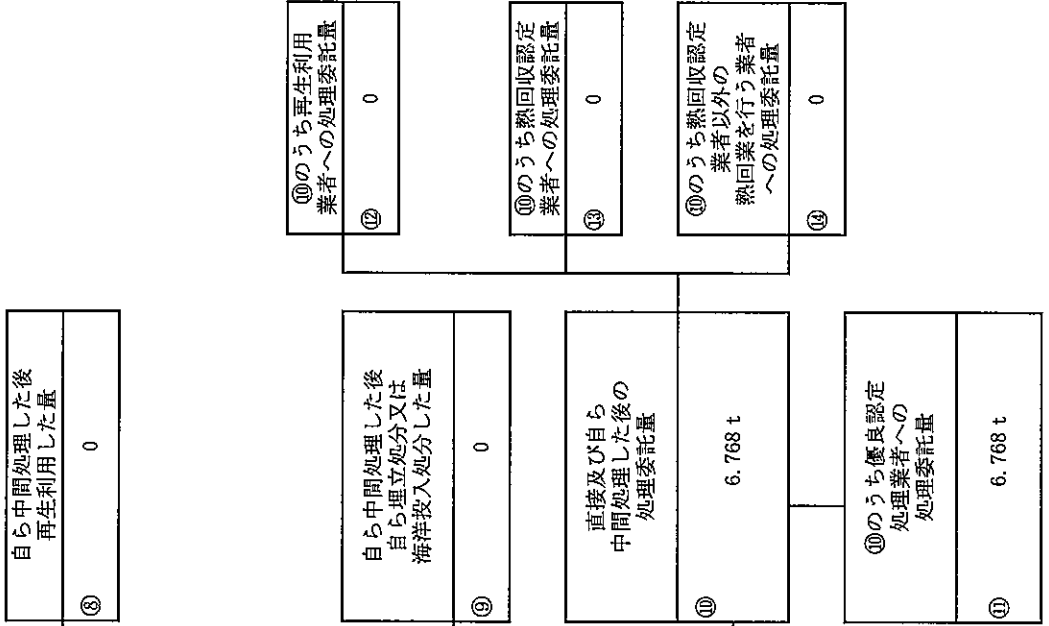 自ら中間処理した後
再生利用した量
⑧ 0
自ら中間処理した後
自ら埋立処分又は
海洋投入処分した量
⑨ 0
直接及び自ら
中間処理した後の
処理委託量
⑩ 6.768 t
⑩のうち優良認定
処理業者への
処理委託量
⑪ 6.768 t
⑩のうち再生利用
業者への処理委託量
⑫ 0
⑩のうち熱回収認定
業者への処理委託量
⑬ 0
⑩のうち熱回収認定
業者以外の
熱回業を行う業者
への処理委託量
⑭ 0